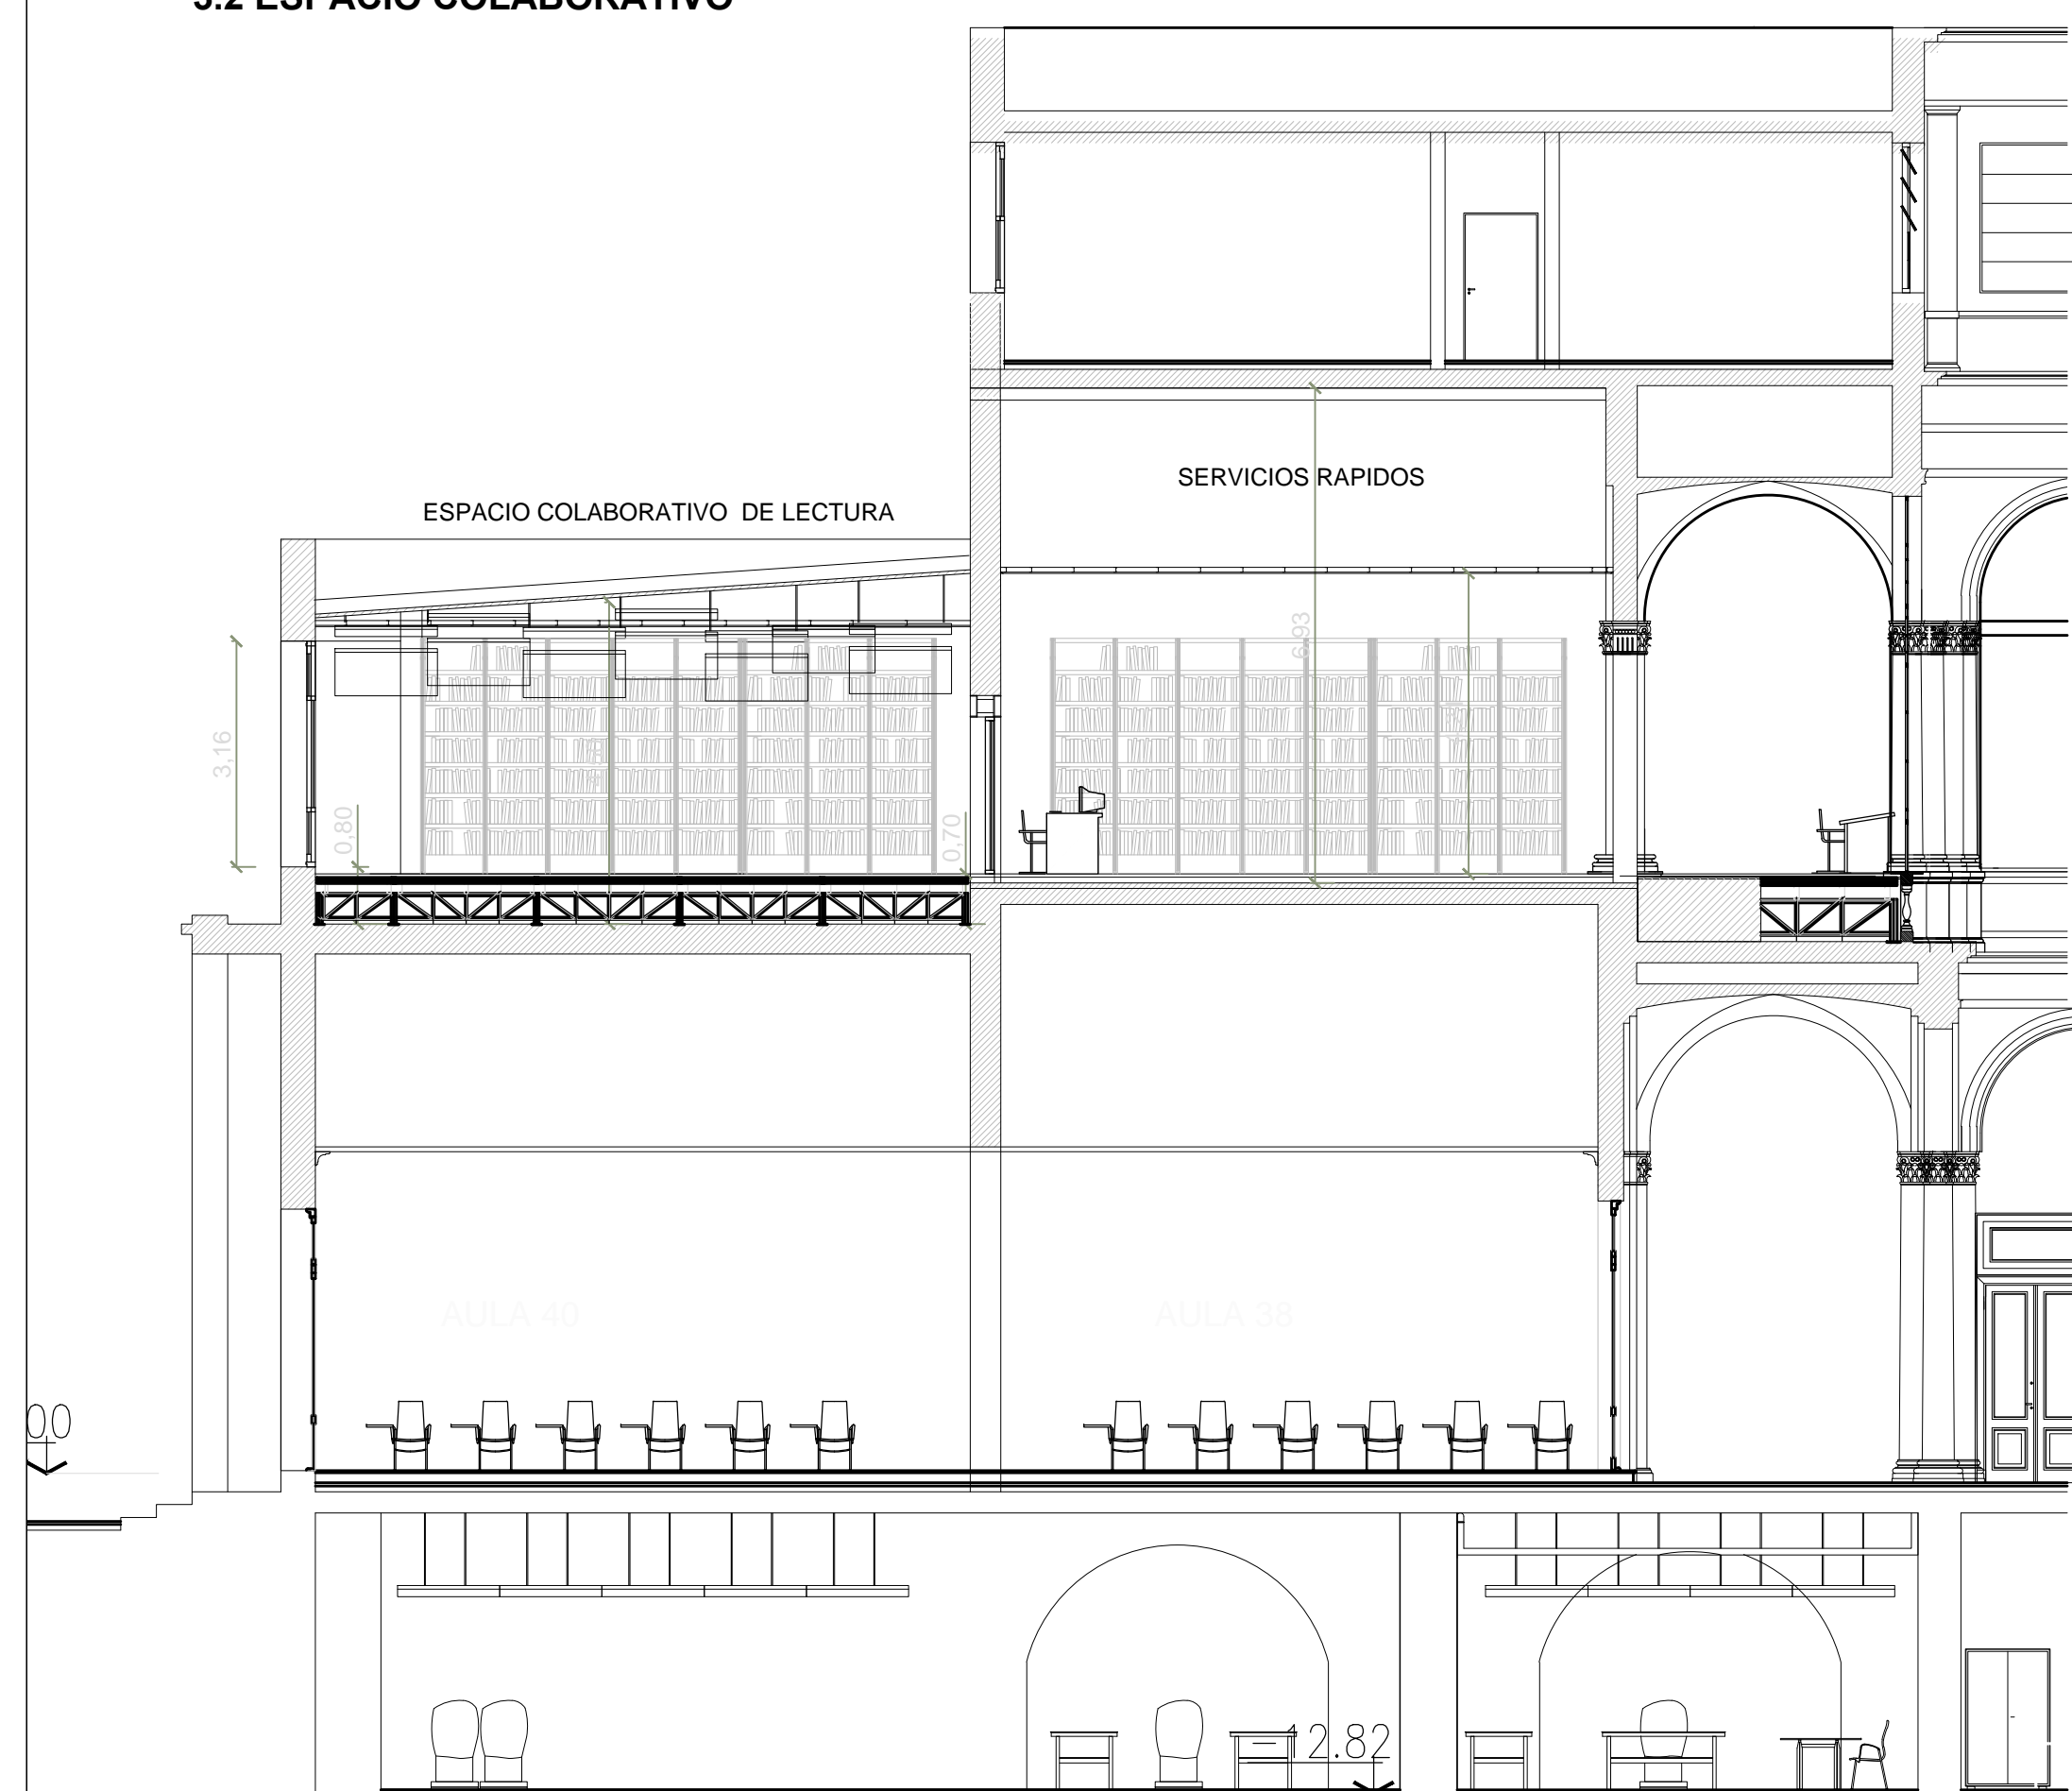 3.2 ESPACIO COLABORATIVO
SERVICIOS RAPIDOS
ESPACIO COLABORATIVO  DE LECTURA
6,93
3,16
0,80
0,70
AULA 40
AULA 38
00
12.82